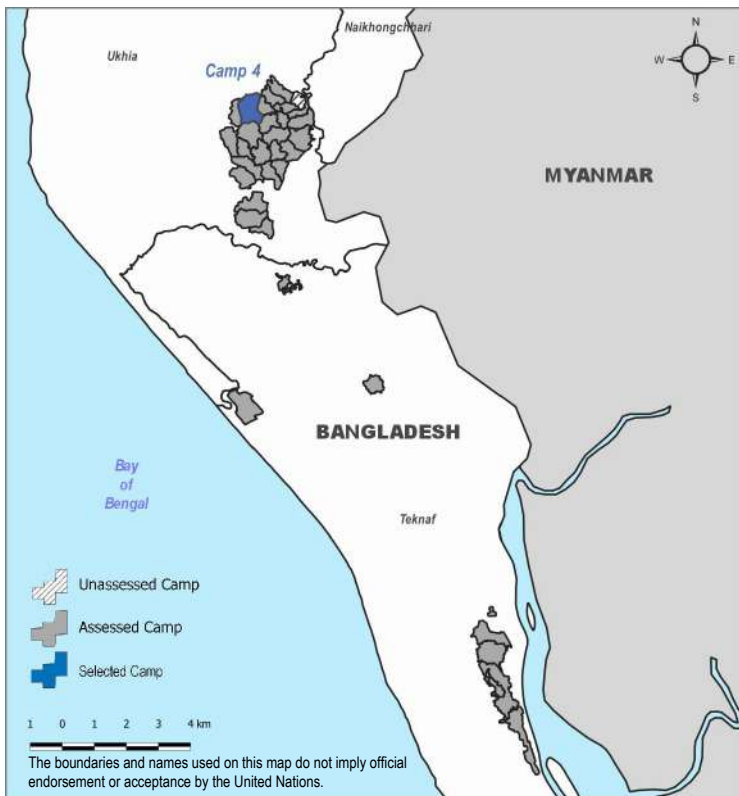 Naikhongchhari
Ukhia
Camp 4
N
W E
S
MYANMAR
BANGLADESH
Bay
of
Bengal
Teknaf
Unassessed Camp
Assessed Camp
Selected Camp
1 0 1 2 3 4 km
The boundaries and names used on this map do not imply official
endorsement or acceptance by the United Nations.